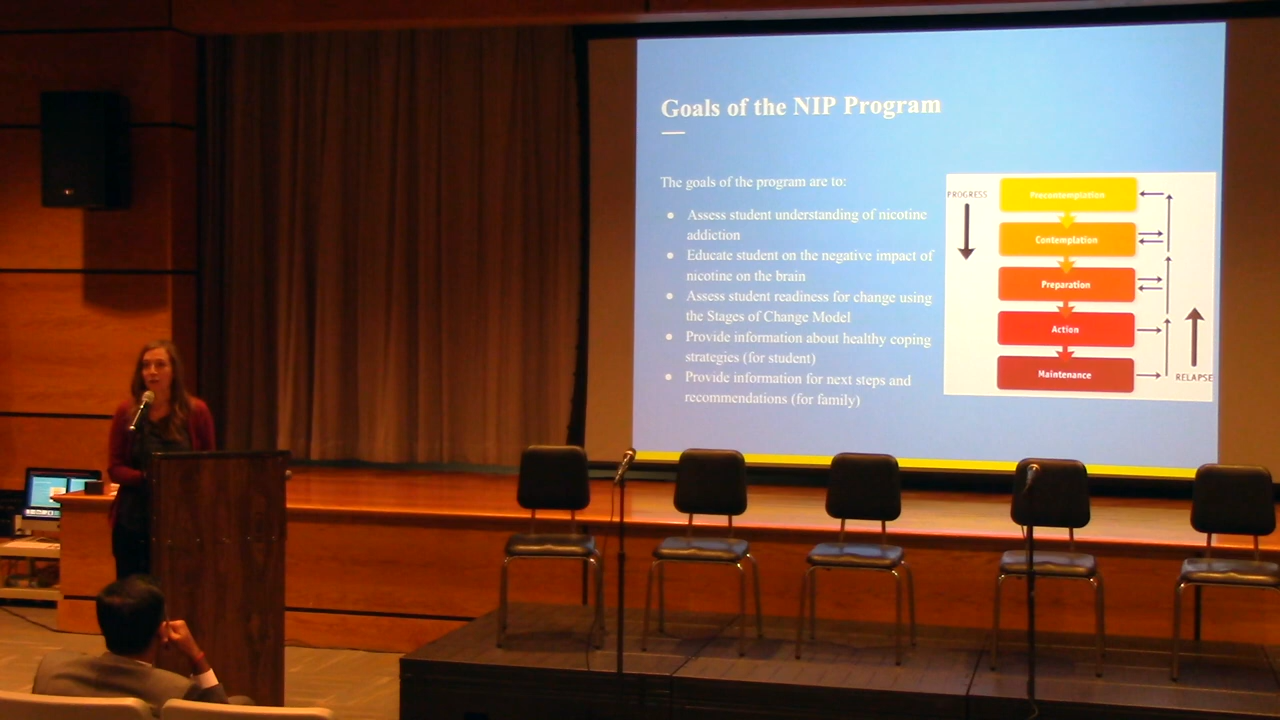 Goals of the NIP Program
The goals of the program are to:
● Assess student understanding of nicotine
addiction
● Educate student on the negative impact of
nicotine on the brain
● Assess student readiness for change using
the Stages of Change Model
● Provide information about healthy coping
strategies (for student)
● Provide information for next steps and
recommendations (for family)
PROGRESS
Precontemplation
Contemplation
Preparation
Action
Maintenance
RELAPSE